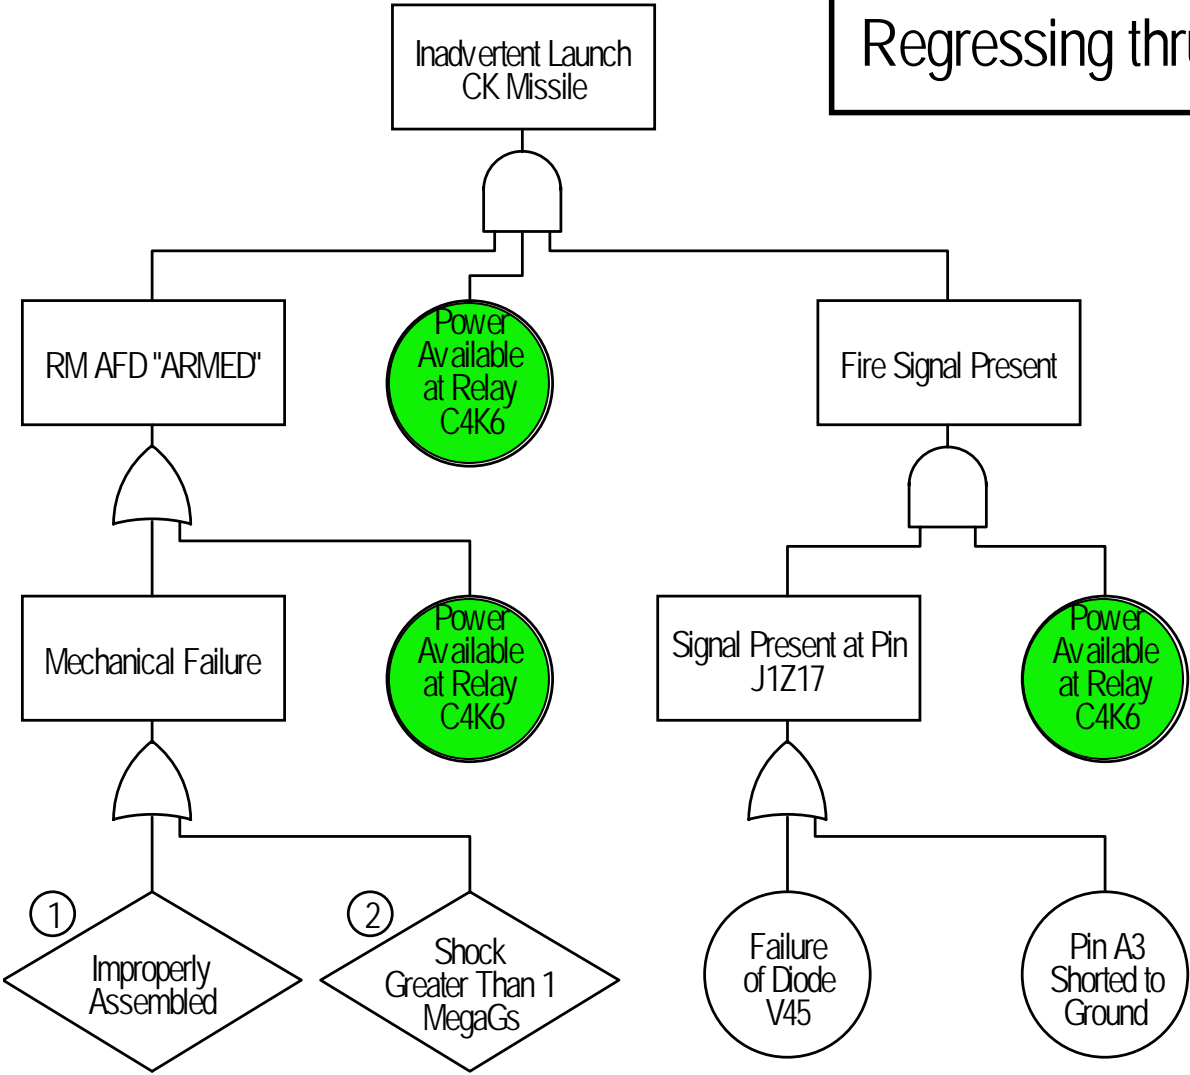 Regressing thru
Inadvertent Launch
CK Missile
RM AFD "ARMED"
Power
Available
at Relay
C4K6
Fire Signal Present
Mechanical Failure
Power
Available
at Relay
C4K6
Signal Present at Pin
J1Z17
Power
Available
at Relay
C4K6
1
Improperly
Assembled
2
Shock
Greater Than 1
MegaGs
Failure
of Diode
V45
Pin A3
Shorted to
Ground